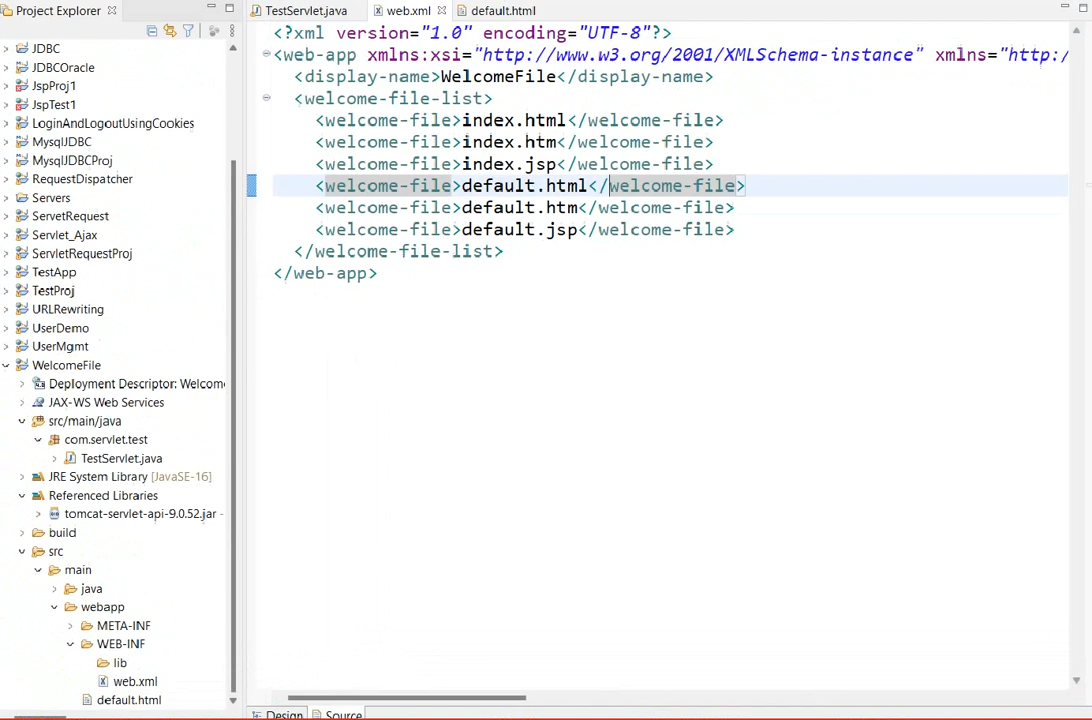 Project Explorer
JDBC
JDBCOracle
JspProj1
JspTest1
LoginAndLogoutUsingCookies
MysqlJDBC
MysqlJDBCProj
RequestDispatcher
Servers
ServetRequest
Servlet_Ajax
ServletRequestProj
TestApp
TestProj
URLRewriting
UserDemo
UserMgmt
WelcomeFile
Deployment Descriptor: Welcome
JAX-WS Web Services
src/main/java
com.servlet.test
TestServlet.java
JRE System Library [JavaSE-16]
Referenced Libraries
tomcat-servlet-api-9.0.52.jar -
build
src
main
java
webapp
META-INF
WEB-INF
lib
web.xml
default.html
TestServlet.java web.xml default.html
<?xml version="1.0" encoding="UTF-8"?>
<web-app xmlns:xsi="http://www.w3.org/2001/XMLSchema-instance" xmlns="http:/
<display-name>WelcomeFile</display-name>
<welcome-file-list>
<welcome-file>index.html</welcome-file>
<welcome-file>index.htm</welcome-file>
<welcome-file>index.jsp</welcome-file>
<welcome-file>default.html</welcome-file>
<welcome-file>default.htm</welcome-file>
<welcome-file>default.jsp</welcome-file>
</welcome-file-list>
</web-app>
Design Source